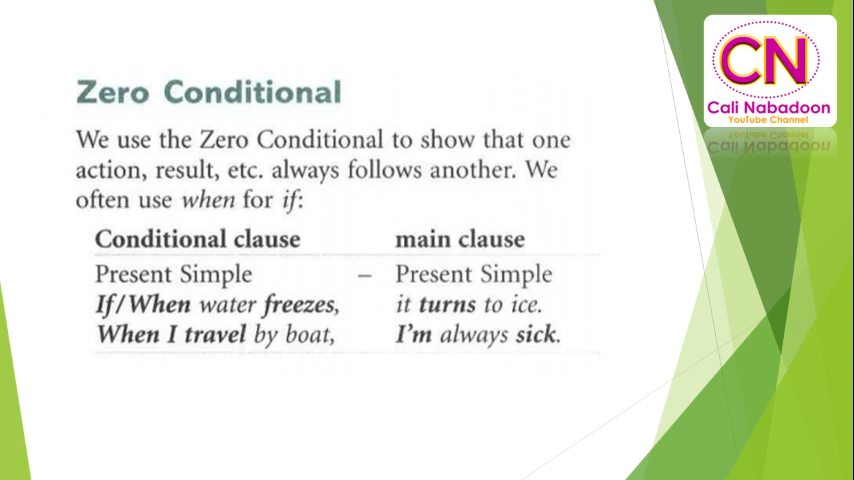 CN
Cali Nabadoon
YouTube Channel
Zero Conditional
We use the Zero Conditional to show that one
action, result, etc. always follows another. We
often use when for if:
Conditional clause main clause
Present Simple – Present Simple
If/When water freezes, it turns to ice.
When I travel by boat, I'm always sick.